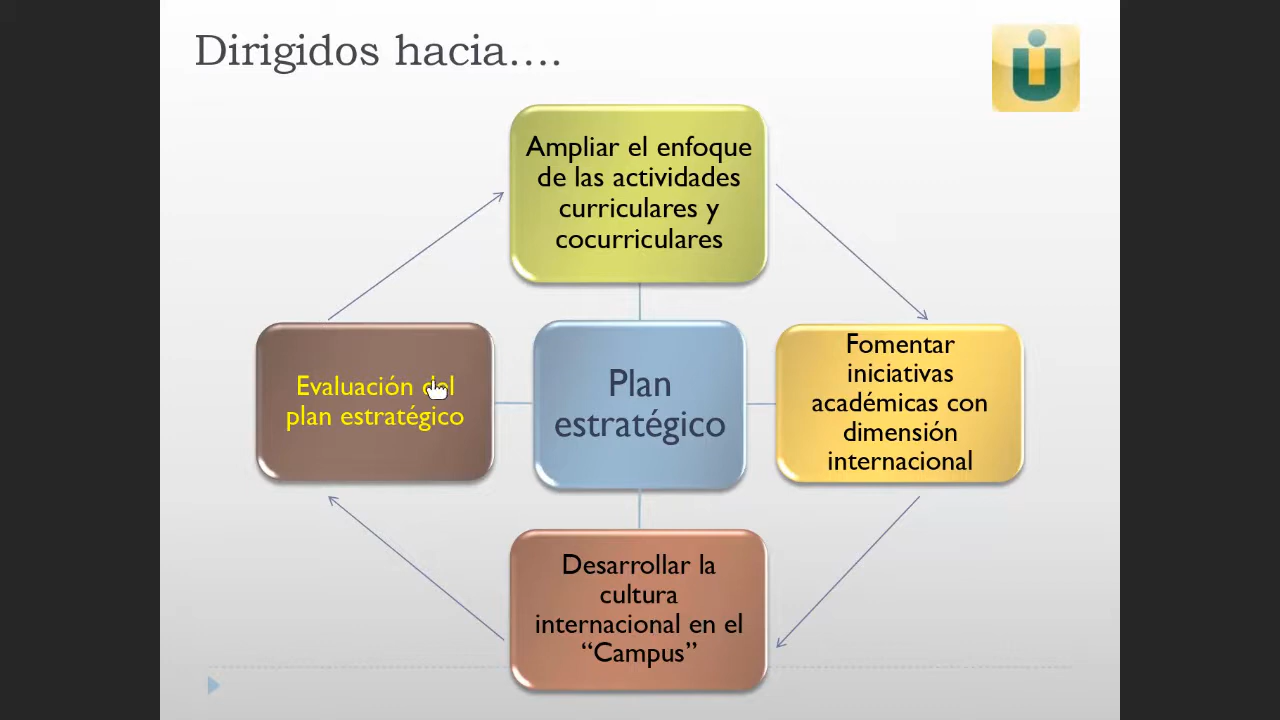 Dirigidos hacia....
Ampliar el enfoque
de las actividades
curriculares y
cocurriculares
Evaluación del
plan estratégico
Plan
estratégico
Fomentar
iniciativas
académicas con
dimensión
internacional
Desarrollar la
cultura
internacional en el
“Campus”